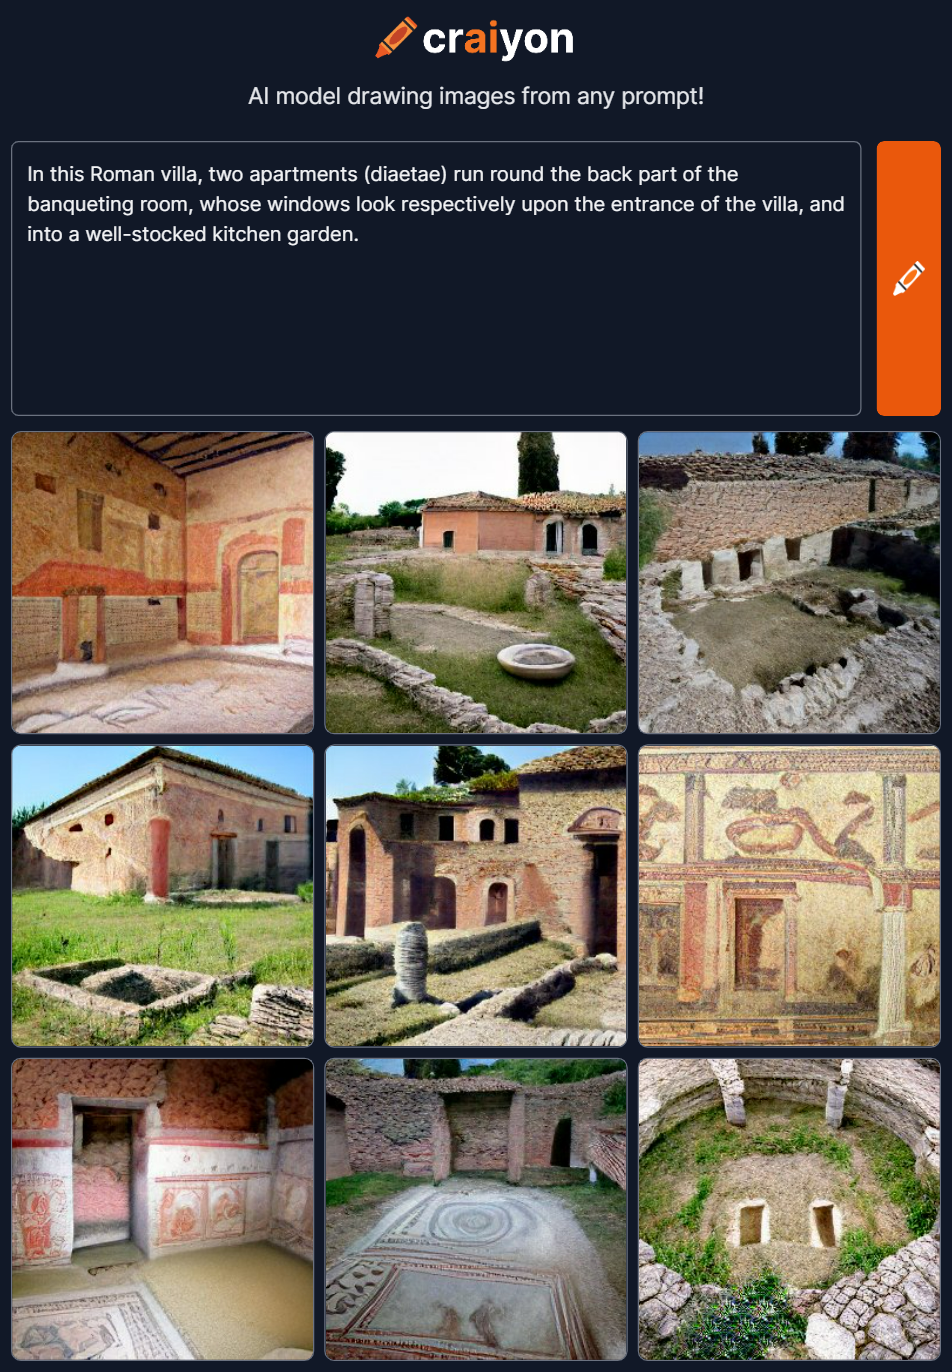 craiyon
AI model drawing images from any prompt!
In this Roman villa, two apartments (diaetae) run round the back part of the
banqueting room, whose windows look respectively upon the entrance of the villa, and
into a well-stocked kitchen garden.